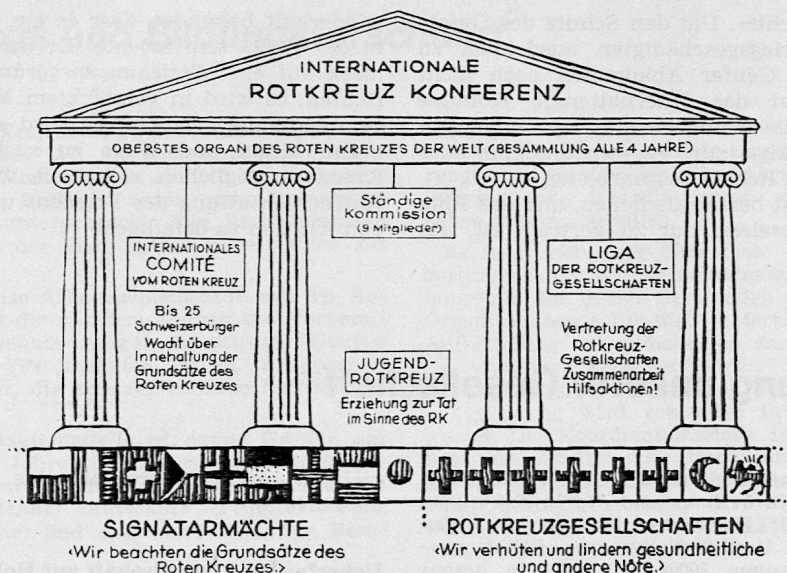 INTERNATIONALE
ROTKREUZ KONFERENZ
OBERSTES ORGAN DES ROTEN KREUZES DER WELT (BESAMMLUNG ALLE 4 JAHRE)
Ständige
Kommission
(9 Mitglieder)
INTERNATIONALES
COMITÉ
VOM ROTEN KREUZ
Bis 25
Schweizerbürger
Wacht über
Innehaltung der
Grundsätze des
Roten Kreuzes
LIGA
DER ROTKREUZ-
GESELLSCHAFTEN
Vertretung der
Rotkreuz-
Gesellschaften
Zusammenarbeit
Hilfsaktionen!
JUGEND-
ROTKREUZ
Erziehung zur Tat
im Sinne des RK
SIGNATARMÄCHTE
‹Wir beachten die Grundsätze des
Roten Kreuzes.›
ROTKREUZGESELLSCHAFTEN
‹Wir verhüten und lindern gesundheitliche
und andere Nöte.›